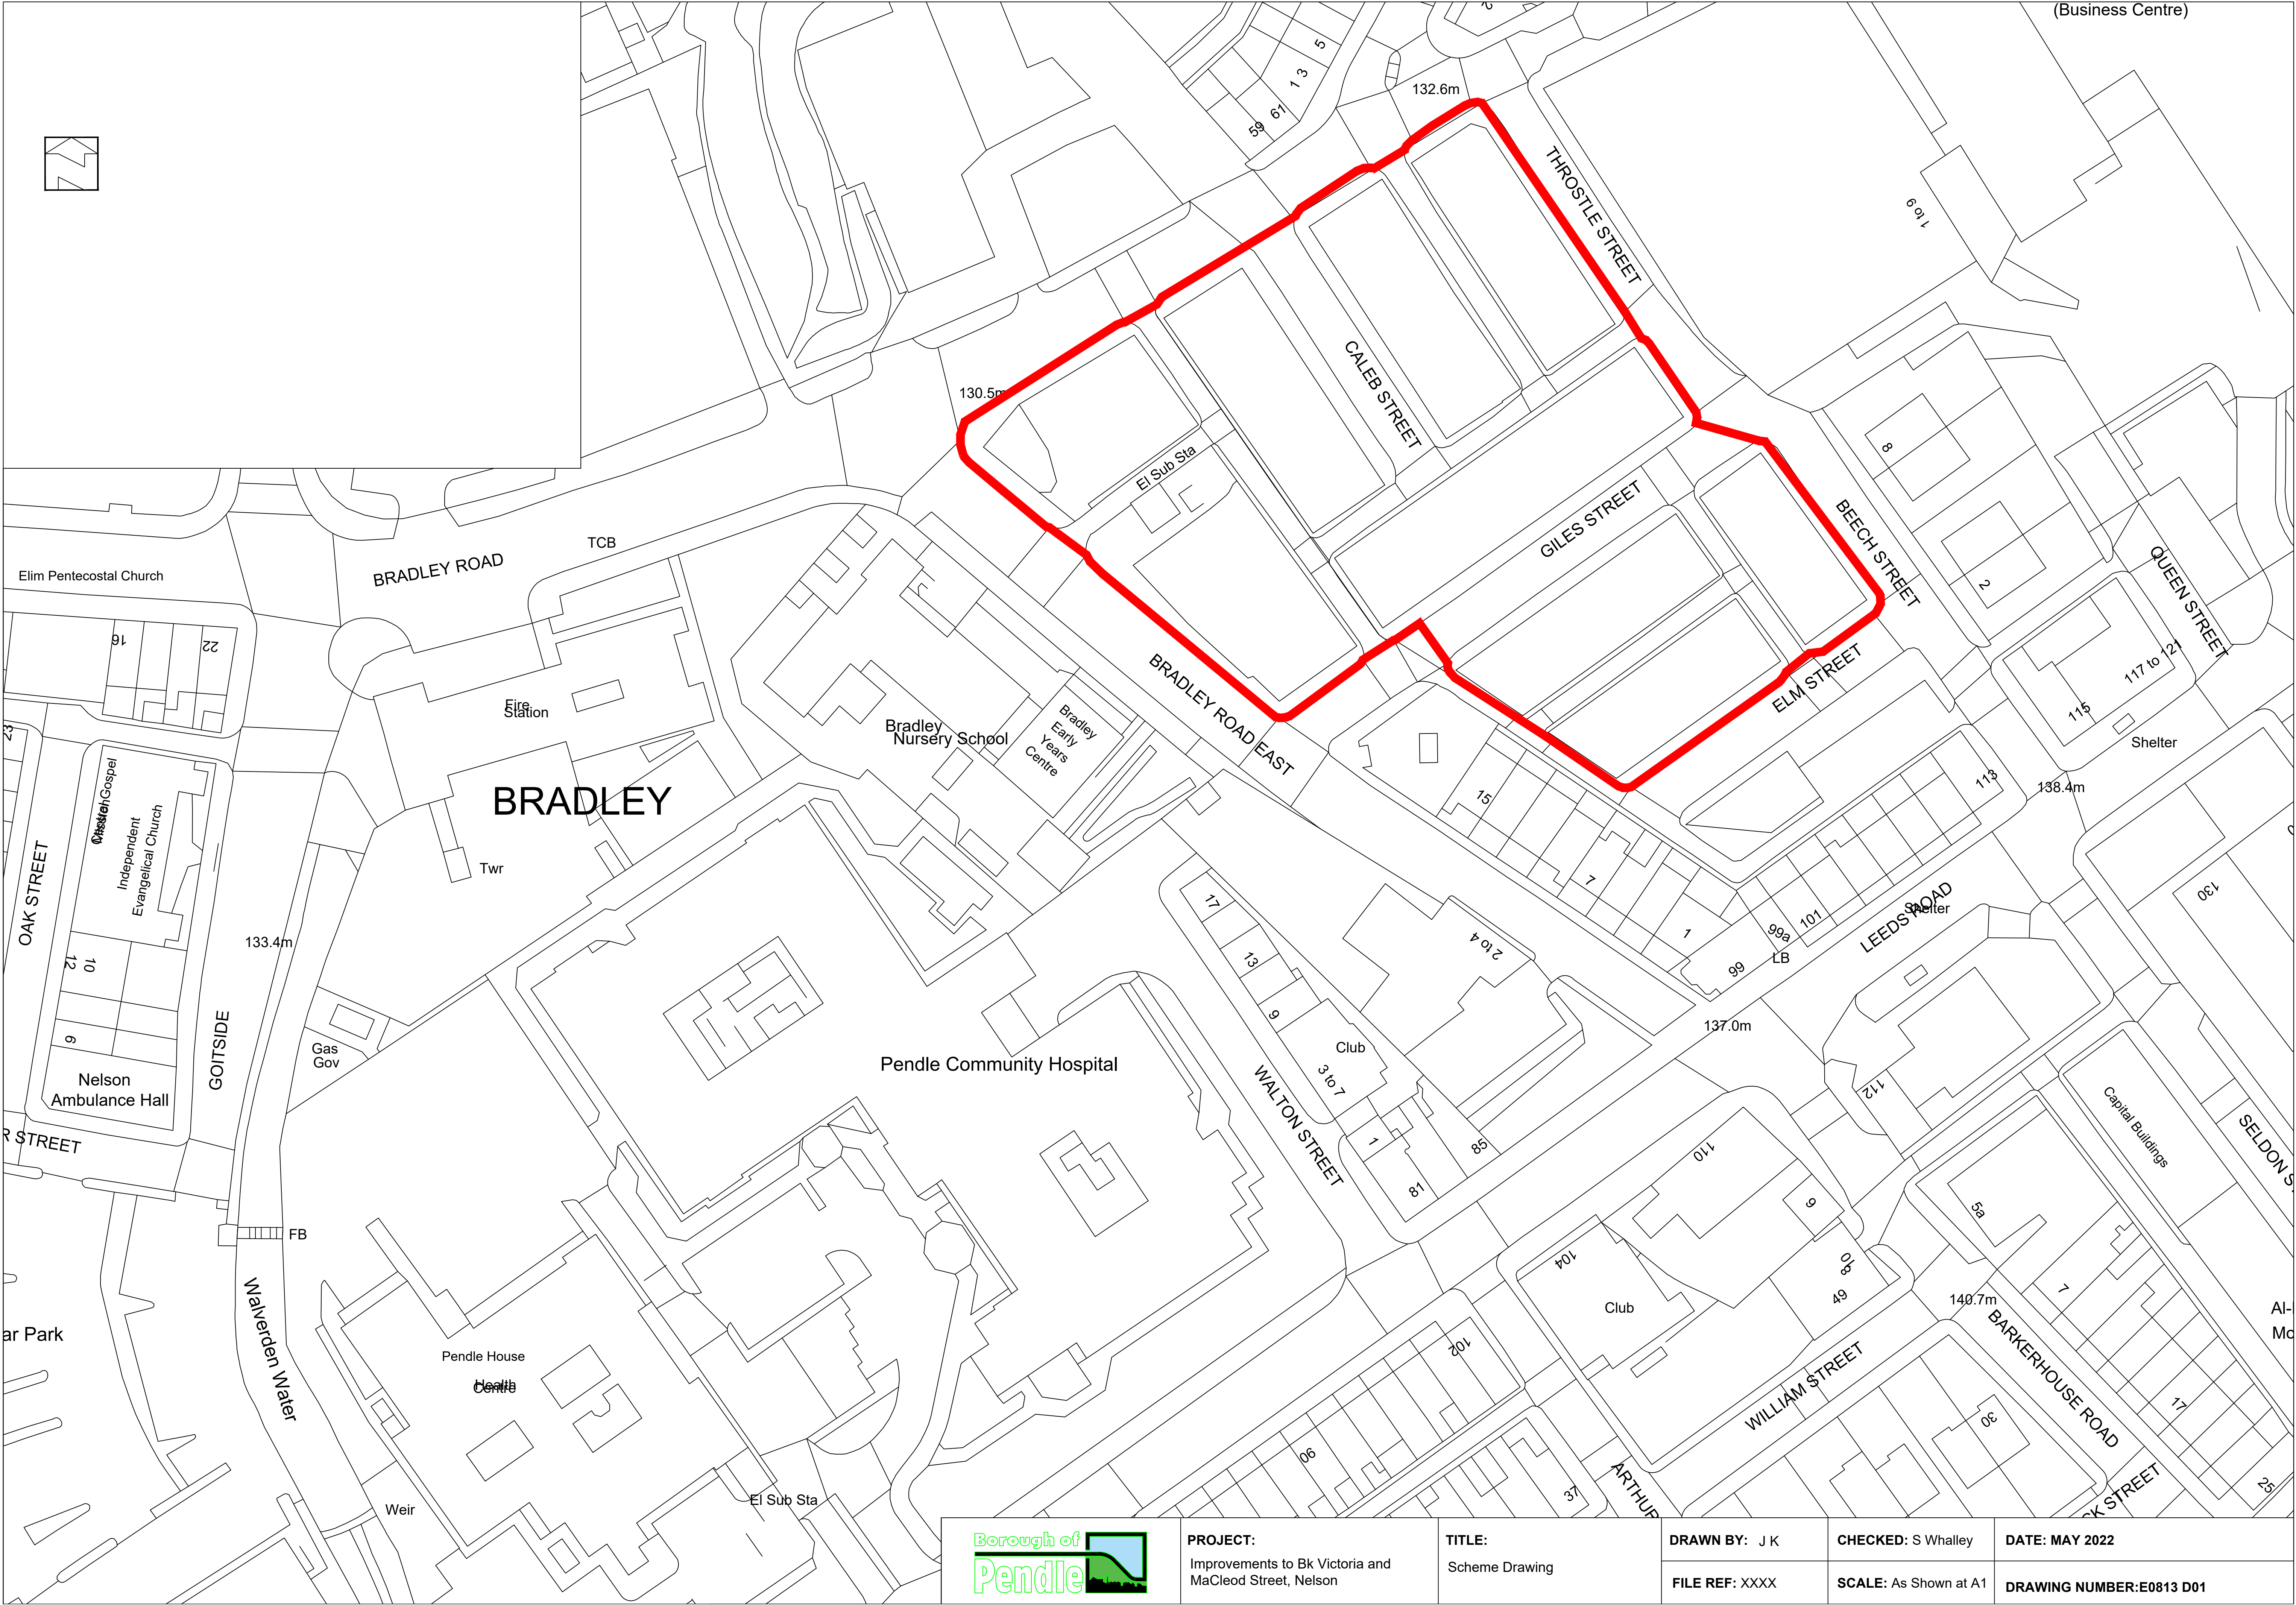 (Business Centre)
5
1 3
59 61
132.6m
THROSTLE STREET
1 to 9
130.5m
CALEB STREET
El Sub Sta
GILES STREET
BEECH STREET
8
2
QUEEN STREET
ELM STREET
117 to 121
115
Shelter
138.4m
TCB
BRADLEY ROAD
Elim Pentecostal Church
16
22
23
Fire
Station
Bradley
Nursery School
Bradley
Early
Years
Centre
BRADLEY ROAD EAST
BRADLEY
Twr
OAK STREET
Gospel
Mission
Independent
Evangelical Church
133.4m
12
10
6
GOITSIDE
Nelson
Ambulance Hall
R STREET
Gas
Gov
15
7
1
99
99a
101
113
LB
LEEDS ROAD
Shelter
130
137.0m
17
13
9
2 to 4
Club
3 to 7
1
85
81
WALTON STREET
Pendle Community Hospital
112
110
9
104
Club
8
10
49
140.7m
Capital Buildings
SELDON S
5a
7
17
25
BARKERHOUSE ROAD
WILLIAM STREET
30
CK STREET
ARTHUR
37
90
102
Al-
Mo
FB
Walverden Water
ar Park
Pendle House
Health
Centre
Weir
El Sub Sta
Borough of
Pendle
PROJECT:
Improvements to Bk Victoria and
MaCleod Street, Nelson
TITLE:
Scheme Drawing
DRAWN BY: J K
CHECKED: S Whalley
DATE: MAY 2022
FILE REF: XXXX
SCALE: As Shown at A1
DRAWING NUMBER:E0813 D01